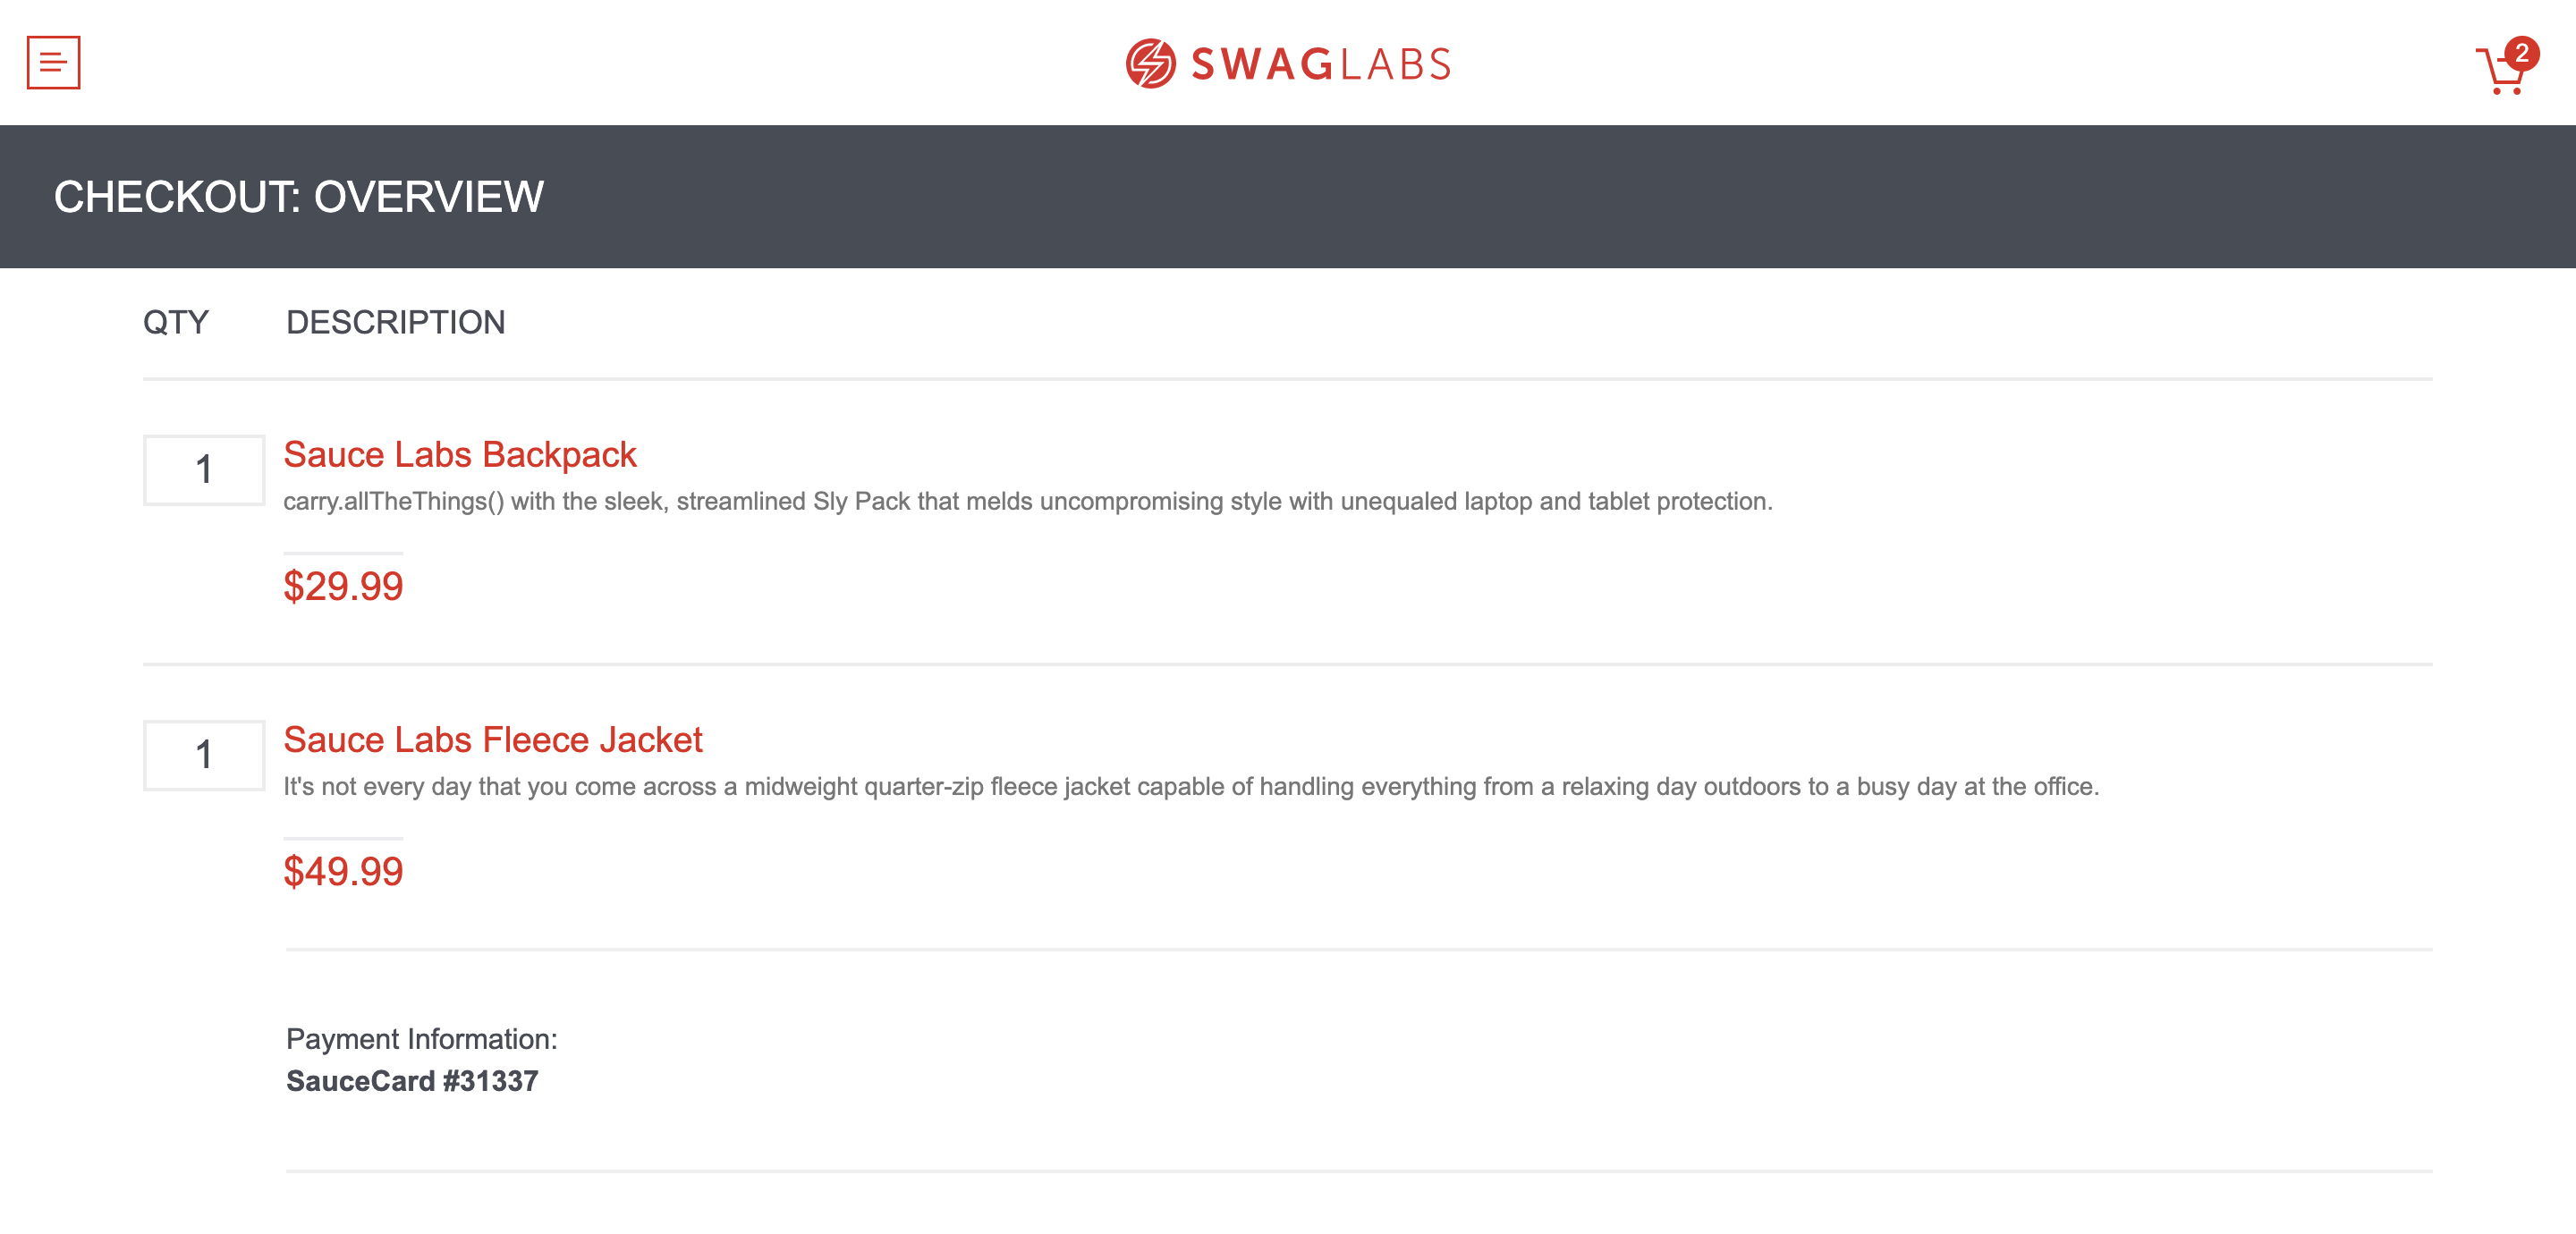 SWAGLABS
2
CHECKOUT: OVERVIEW
QTY DESCRIPTION
1
Sauce Labs Backpack
carry.allTheThings() with the sleek, streamlined Sly Pack that melds uncompromising style with unequaled laptop and tablet protection.
$29.99
1
Sauce Labs Fleece Jacket
It's not every day that you come across a midweight quarter-zip fleece jacket capable of handling everything from a relaxing day outdoors to a busy day at the office.
$49.99
Payment Information:
SauceCard #31337